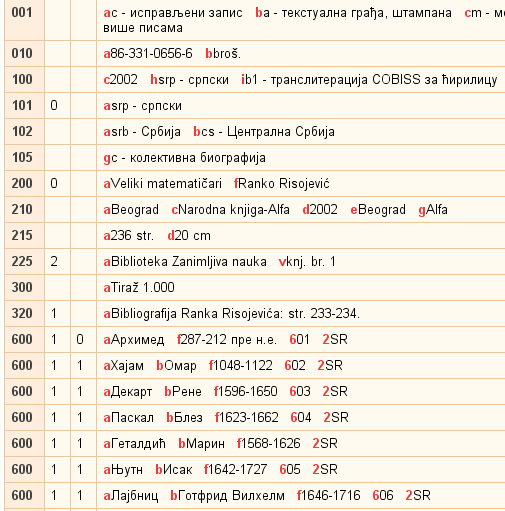 001 ac - исправљени запис ba - текстуална грађа, штампана cm -
више писама
010 a86-331-0656-6 bbroš.
100 c2002 hsrp - српски ib1 - транслитерација COBISS за ћирилицу
101 0 asrp - српски
102 asrb - Србија bcs - Централна Србија
105 gc - колективна биографија
200 0 aVeliki matematičari fRanko Risojević
210 aBeograd cNarodna knjiga-Alfa d2002 eBeograd gAlfa
215 a236 str. d20 cm
225 2 aBiblioteka Zanimljiva nauka vknj. br. 1
300 aTiraž 1.000
320 1 aBibliografija Ranka Risojevića: str. 233-234.
600 1 0 aАрхимед f287-212 пре н.е. 601 2SR
600 1 1 aХајам bОмар f1048-1122 602 2SR
600 1 1 aДекарт bРене f1596-1650 603 2SR
600 1 1 aПаскал bБлез f1623-1662 604 2SR
600 1 1 aГеталдић bМарин f1568-1626 2SR
600 1 1 aЊутн bИсак f1642-1727 605 2SR
600 1 1 aЛајбниц bГотфрид Вилхелм f1646-1716 606 2SR